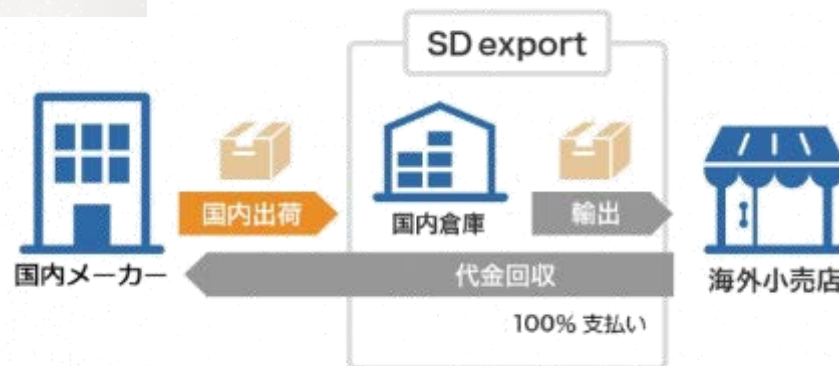 SD export
国内出荷
国内倉庫
輸出
国内メーカー
代金回収
海外小売店
100% 支払い